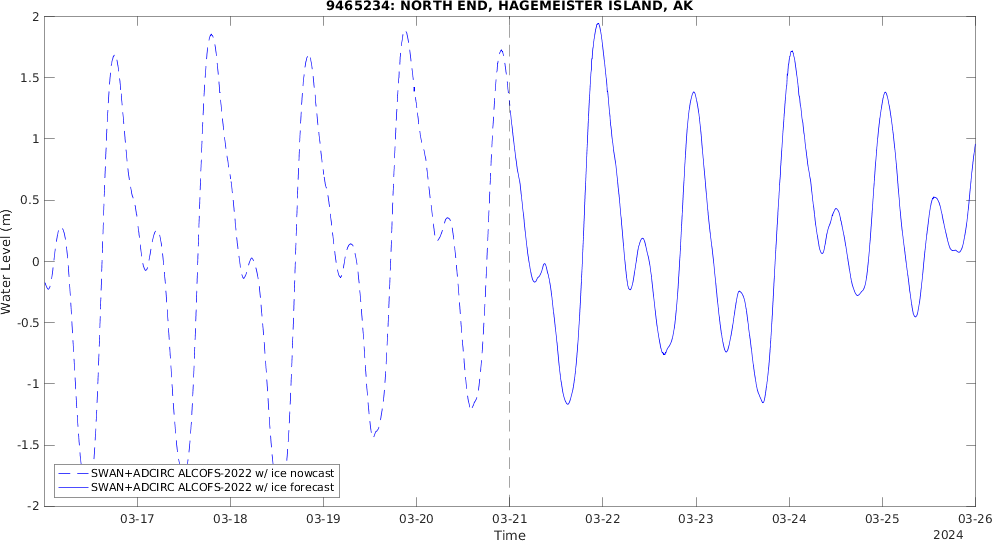 9465234: NORTH END, HAGEMEISTER ISLAND, AK
2
1.5
1
0.5
0
-0.5
-1
-1.5
-2
Water Level (m)
SWAN+ADCIRC ALCOFS-2022 w/ ice nowcast
SWAN+ADCIRC ALCOFS-2022 w/ ice forecast
03-17 03-18 03-19 03-20 03-21 03-22 03-23 03-24 03-25 03-26
Time
2024